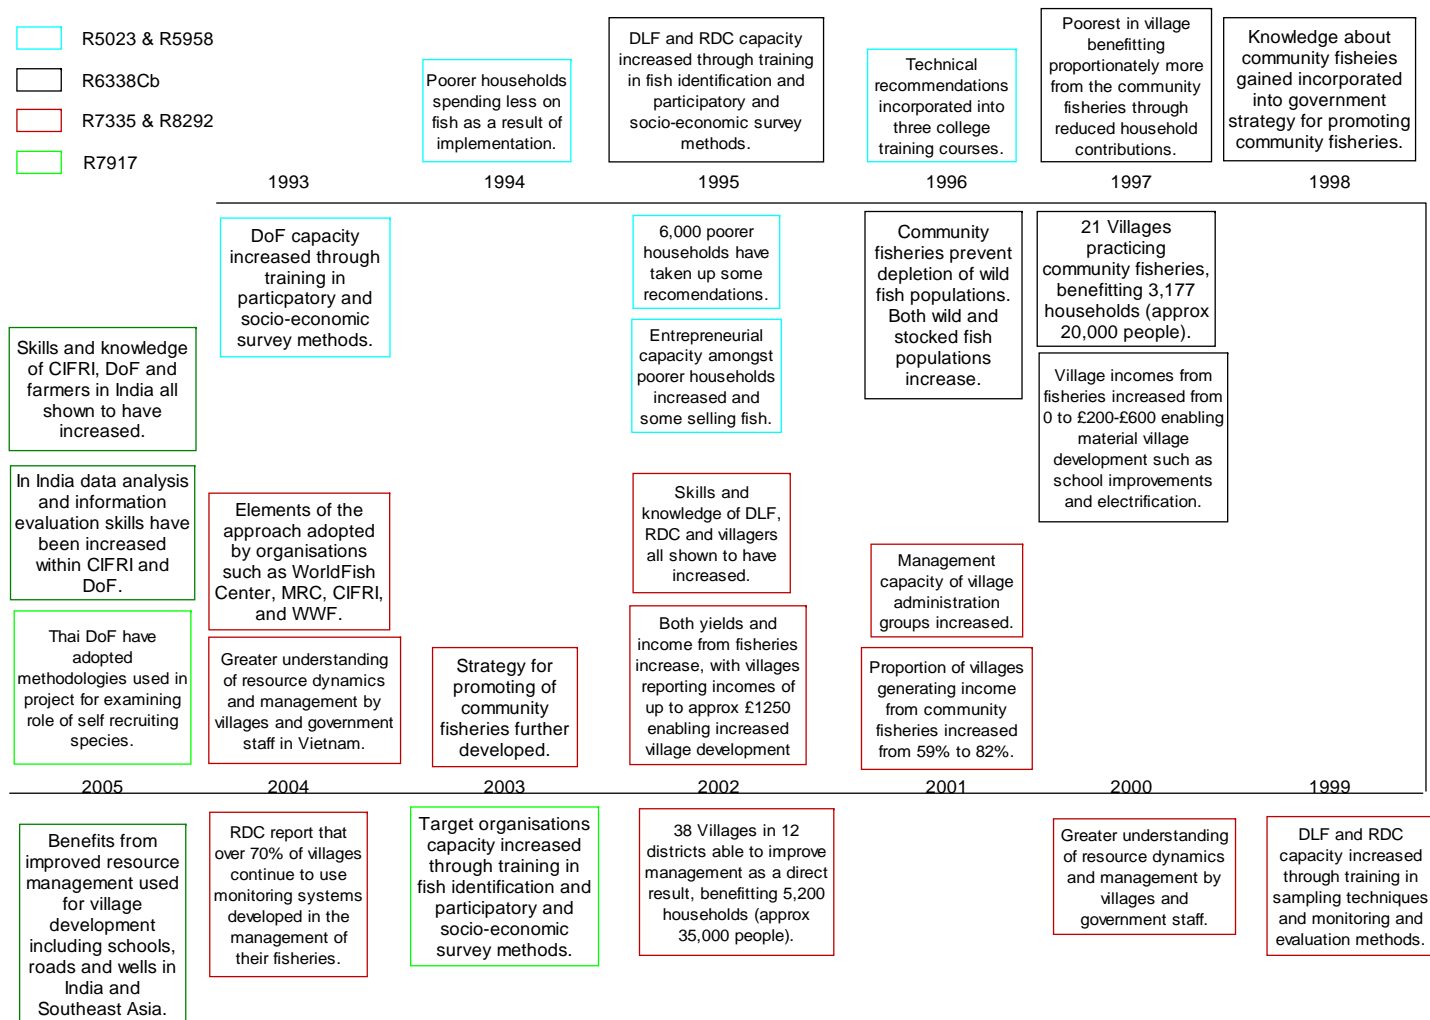 R5023 & R5958
R6338Cb
R7335 & R8292
R7917
Poorer households
spending less on
fish as a result of
implementation.
DLF and RDC capacity
increased through training
in fish identification and
participatory and
socio-economic survey
methods.
Technical
recommendations
incorporated into
three college
training courses.
Poorest in village
benefitting
proportionately more
from the community
fisheries through
reduced household
contributions.
Knowledge about
community fisheies
gained incorporated
into government
strategy for promoting
community fisheries.
1993
1994
1995
1996
1997
1998
DoF capacity
increased through
training in
particpatory and
socio-economic
survey methods.
6,000 poorer
households have
taken up some
recomendations.
Entrepreneurial
capacity amongst
poorer households
increased and
some selling fish.
Community
fisheries prevent
depletion of wild
fish populations.
Both wild and
stocked fish
populations
increase.
21 Villages
practicing
community fisheries,
benefitting 3,177
households (approx
20,000 people).
Village incomes from
fisheries increased from
0 to £200-£600 enabling
material village
development such as
school improvements
and electrification.
Skills and knowledge
of CIFRI, DoF and
farmers in India all
shown to have
increased.
In India data analysis
and information
evaluation skills have
been increased
within CIFRI and
DoF.
Thai DoF have
adopted
methodologies used in
project for examining
role of self recruiting
species.
Elements of the
approach adopted
by organisations
such as WorldFish
Center, MRC, CIFRI,
and WWF.
Greater understanding
of resource dynamics
and management by
villages and government
staff in Vietnam.
Strategy for
promoting of
community
fisheries further
developed.
Skills and
knowledge of DLF,
RDC and villagers
all shown to have
increased.
Both yields and
income from fisheries
increase, with villages
reporting incomes of
up to approx £1250
enabling increased
village development
Management
capacity of village
administration
groups increased.
Proportion of villages
generating income
from community
fisheries increased
from 59% to 82%.
2005
2004
2003
2002
2001
2000
1999
Benefits from
improved resource
management used
for village
development
including schools,
roads and wells in
India and
Southeast Asia.
RDC report that
over 70% of villages
continue to use
monitoring systems
developed in the
management of
their fisheries.
Target organisations
capacity increased
through training in
fish identification and
participatory and
socio-economic
survey methods.
38 Villages in 12
districts able to improve
management as a direct
result, benefitting 5,200
households (approx
35,000 people).
Greater understanding
of resource dynamics
and management by
villages and
government staff.
DLF and RDC
capacity increased
through training in
sampling techniques
and monitoring and
evaluation methods.